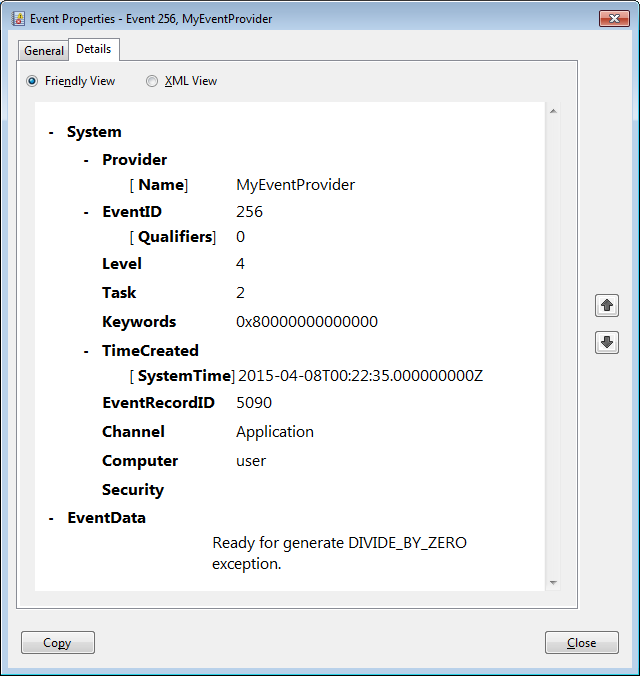 Event Properties - Event 256, MyEventProvider
General Details
Friendly View XML View
- System
- Provider
[ Name] MyEventProvider
- EventID 256
[ Qualifiers] 0
Level 4
Task 2
Keywords 0x80000000000000
- TimeCreated
[ SystemTime] 2015-04-08T00:22:35.000000000Z
EventRecordID 5090
Channel Application
Computer user
Security
- EventData
Ready for generate DIVIDE_BY_ZERO
exception.
Copy Close